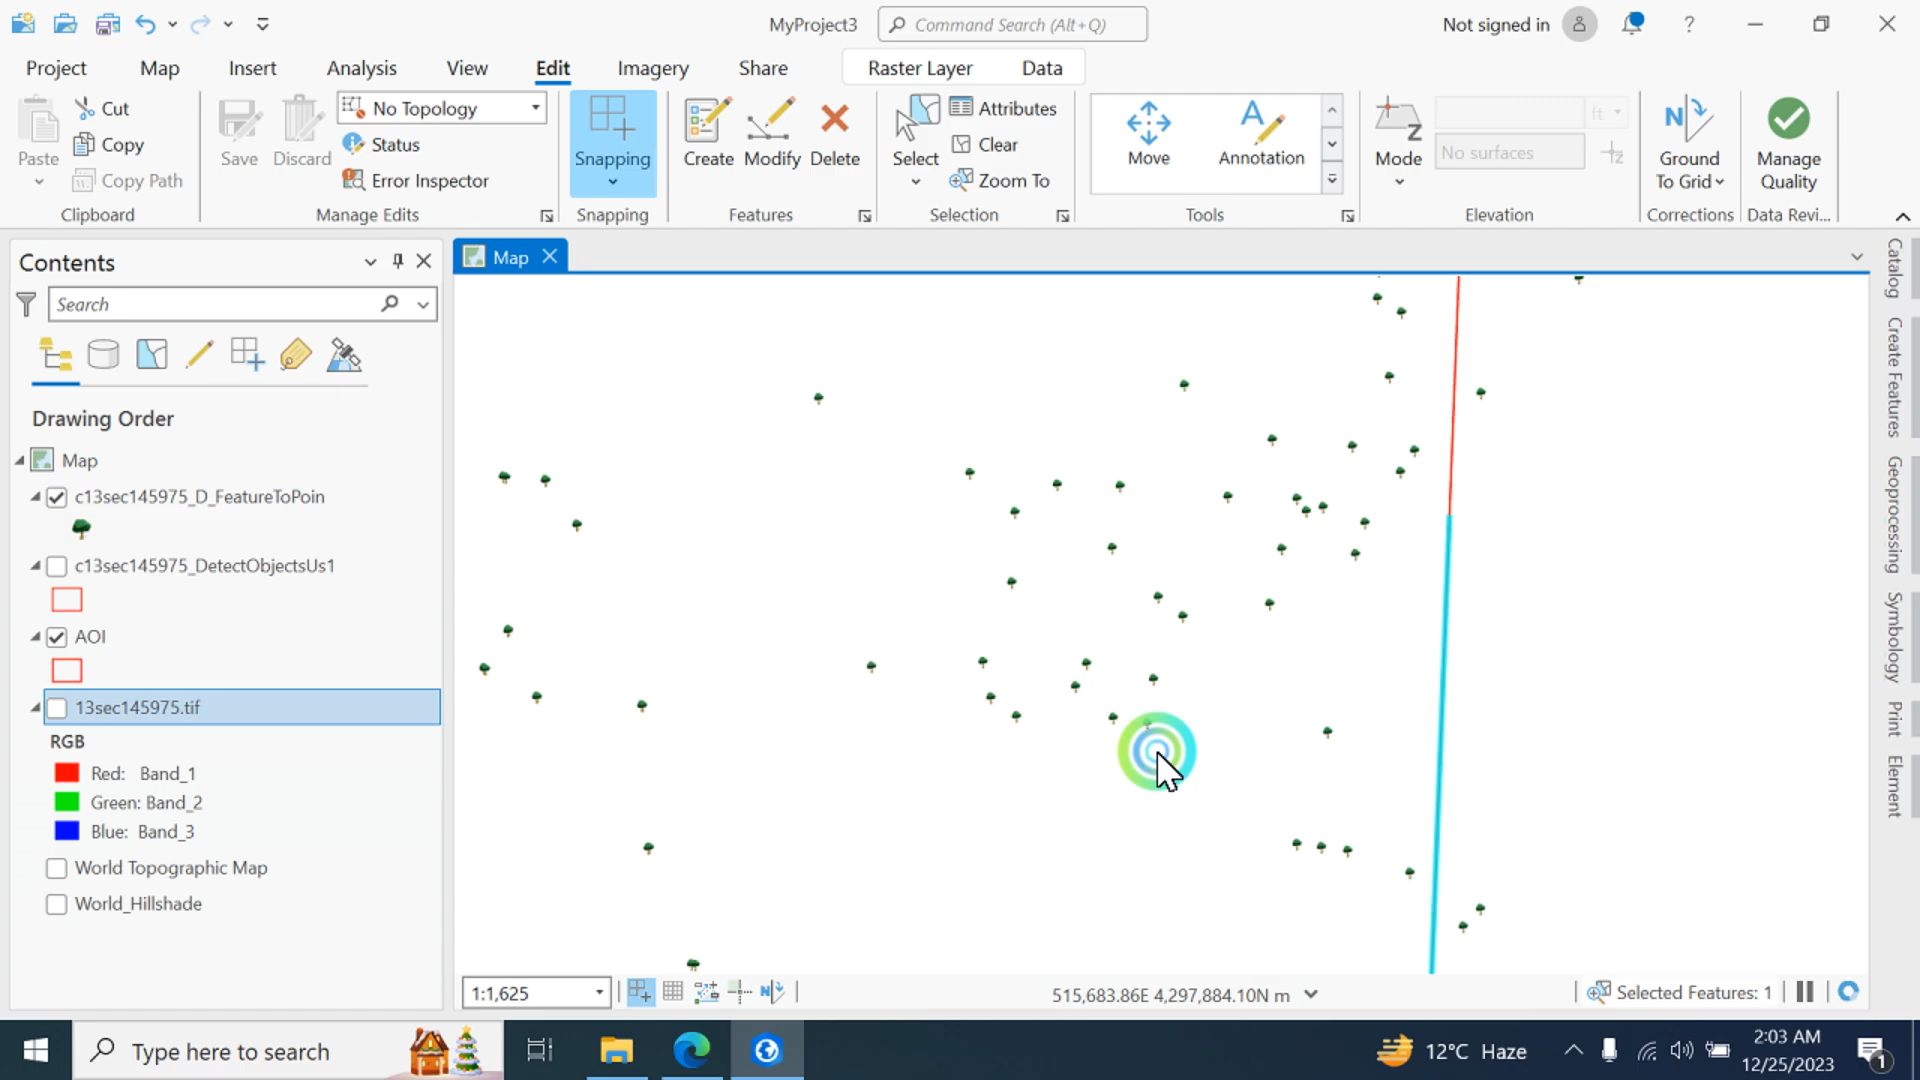 MyProject3
Command Search (Alt+Q)
Not signed in
?
Project
Map
Insert
Analysis
View
Edit
Imagery
Share
Raster Layer
Data
Paste
Cut
Copy
Copy Path
Clipboard
Save
Discard
No Topology
Status
Error Inspector
Manage Edits
Snapping
Snapping
Create
Modify
Delete
Features
Select
Attributes
Clear
Zoom To
Selection
Move
Annotation
Tools
Mode
ft
No surfaces
Elevation
Ground
To Grid
Corrections
Manage
Quality
Data Revi...
Contents
Search
Drawing Order
Map
c13sec145975_D_FeatureToPoin
c13sec145975_DetectObjectsUs1
AOI
13sec145975.tif
RGB
Red: Band_1
Green: Band_2
Blue: Band_3
World Topographic Map
World_Hillshade
Map
1:1,625
515,683.86E 4,297,884.10N m
Selected Features: 1
Catalog
Create Features
Geoprocessing
Symbology
Print
Element
Type here to search
12°C Haze
2:03 AM
12/25/2023
1